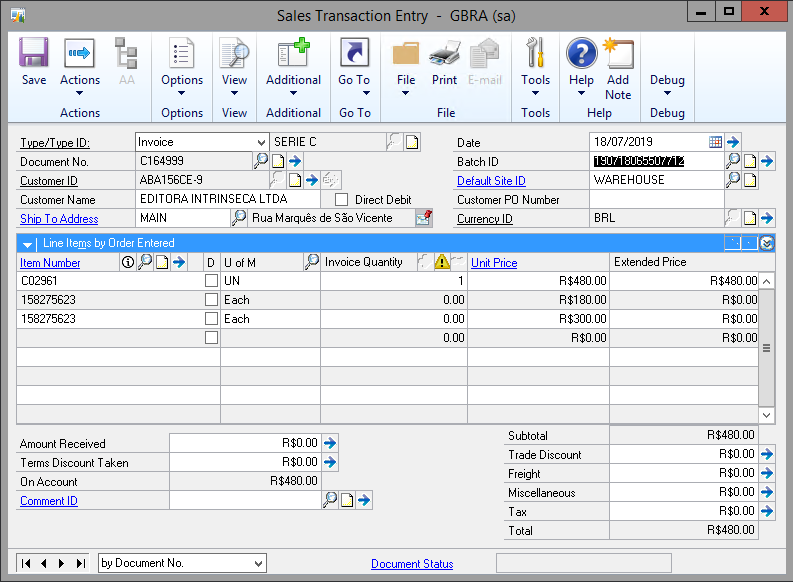 Sales Transaction Entry - GBRA (sa)
Save Actions AA Options View Additional Go To File Print E-mail Tools Help Add Note Debug
Actions Options View Additional Go To File Tools Help Debug
Type/Type ID: Invoice SERIE C Date 18/07/2019
Document No. C164999 Batch ID 190718065507712
Customer ID ABA156CE-9 Default Site ID WAREHOUSE
Customer Name EDITORA INTRINSECA LTDA Direct Debit Customer PO Number
Ship To Address MAIN Rua Marquês de São Vicente Currency ID BRL
Line Items by Order Entered
Item Number D U of M Invoice Quantity Unit Price Extended Price
C02961 UN 1 R$480.00 R$480.00
158275623 Each 0.00 R$180.00 R$0.00
158275623 Each 0.00 R$300.00 R$0.00
0.00 R$0.00 R$0.00
Amount Received R$0.00
Terms Discount Taken R$0.00
On Account R$480.00
Comment ID
Subtotal R$480.00
Trade Discount R$0.00
Freight R$0.00
Miscellaneous R$0.00
Tax R$0.00
Total R$480.00
by Document No. Document Status